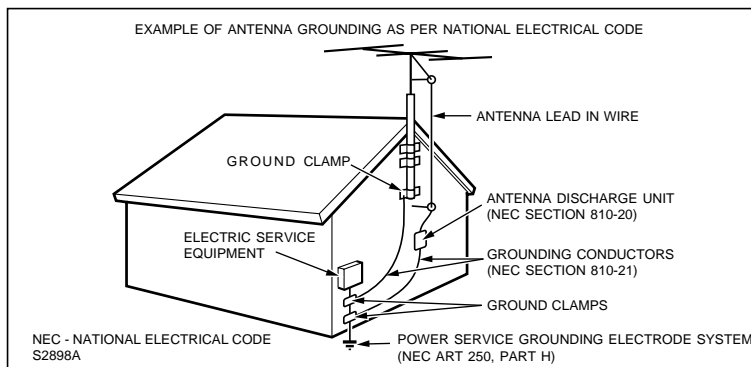 EXAMPLE OF ANTENNA GROUNDING AS PER NATIONAL ELECTRICAL CODE
ANTENNA LEAD IN WIRE
GROUND CLAMP
ANTENNA DISCHARGE UNIT
(NEC SECTION 810-20)
ELECTRIC SERVICE
EQUIPMENT
GROUNDING CONDUCTORS
(NEC SECTION 810-21)
GROUND CLAMPS
NEC - NATIONAL ELECTRICAL CODE
S2898A
POWER SERVICE GROUNDING ELECTRODE SYSTEM
(NEC ART 250, PART H)